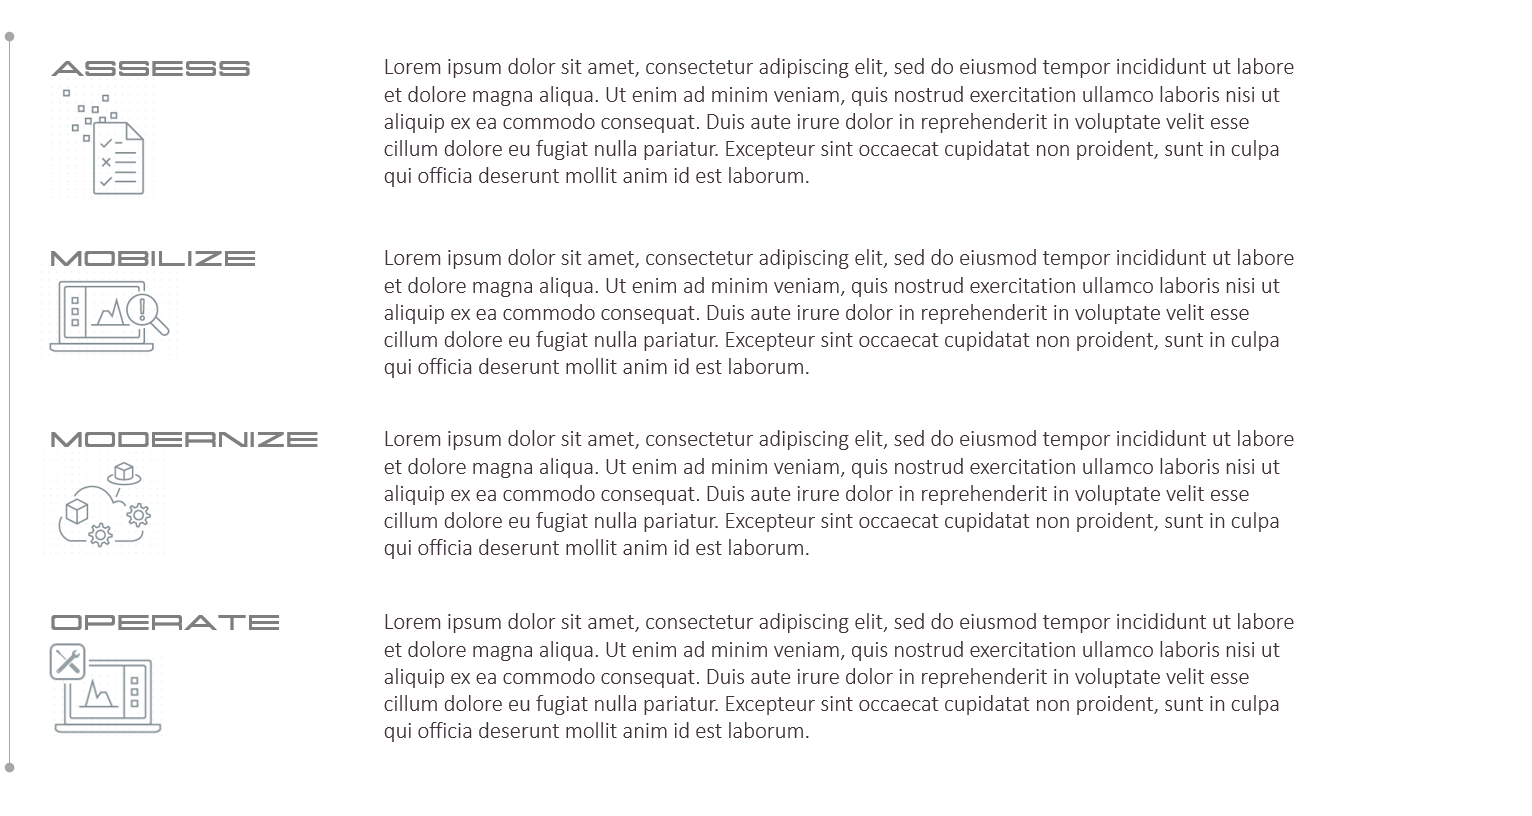 ASSESS
Lorem ipsum dolor sit amet, consectetur adipiscing elit, sed do eiusmod tempor incididunt ut labore
et dolore magna aliqua. Ut enim ad minim veniam, quis nostrud exercitation ullamco laboris nisi ut
aliquip ex ea commodo consequat. Duis aute irure dolor in reprehenderit in voluptate velit esse
cillum dolore eu fugiat nulla pariatur. Excepteur sint occaecat cupidatat non proident, sunt in culpa
qui officia deserunt mollit anim id est laborum.
MOBILIZE
Lorem ipsum dolor sit amet, consectetur adipiscing elit, sed do eiusmod tempor incididunt ut labore
et dolore magna aliqua. Ut enim ad minim veniam, quis nostrud exercitation ullamco laboris nisi ut
aliquip ex ea commodo consequat. Duis aute irure dolor in reprehenderit in voluptate velit esse
cillum dolore eu fugiat nulla pariatur. Excepteur sint occaecat cupidatat non proident, sunt in culpa
qui officia deserunt mollit anim id est laborum.
MODERNIZE
Lorem ipsum dolor sit amet, consectetur adipiscing elit, sed do eiusmod tempor incididunt ut labore
et dolore magna aliqua. Ut enim ad minim veniam, quis nostrud exercitation ullamco laboris nisi ut
aliquip ex ea commodo consequat. Duis aute irure dolor in reprehenderit in voluptate velit esse
cillum dolore eu fugiat nulla pariatur. Excepteur sint occaecat cupidatat non proident, sunt in culpa
qui officia deserunt mollit anim id est laborum.
OPERATE
Lorem ipsum dolor sit amet, consectetur adipiscing elit, sed do eiusmod tempor incididunt ut labore
et dolore magna aliqua. Ut enim ad minim veniam, quis nostrud exercitation ullamco laboris nisi ut
aliquip ex ea commodo consequat. Duis aute irure dolor in reprehenderit in voluptate velit esse
cillum dolore eu fugiat nulla pariatur. Excepteur sint occaecat cupidatat non proident, sunt in culpa
qui officia deserunt mollit anim id est laborum.